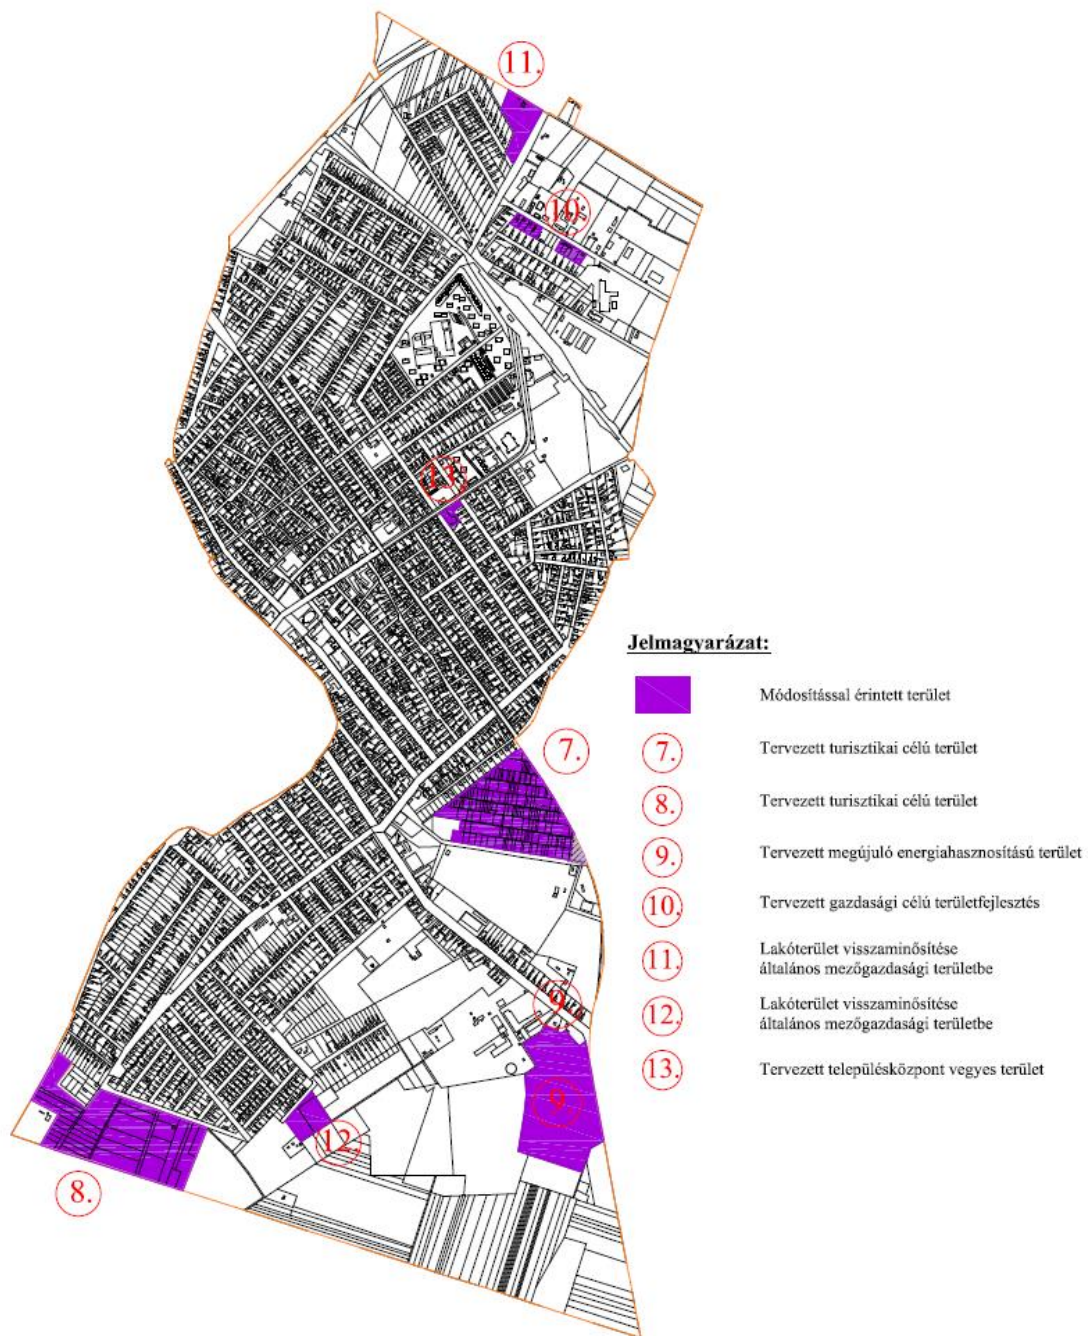 11.
10.
13.
Jelmagyarázat:
Módosítással érintett terület
7.
7. Tervezett turisztikai célú terület
8. Tervezett turisztikai célú terület
9. Tervezett megújuló energiahasznosítású terület
10. Tervezett gazdasági célú területfejlesztés
11. Lakóterület visszaminősítése
általános mezőgazdasági területbe
12. Lakóterület visszaminősítése
általános mezőgazdasági területbe
13. Tervezett településközpont vegyes terület
9.
9.
12.
8.